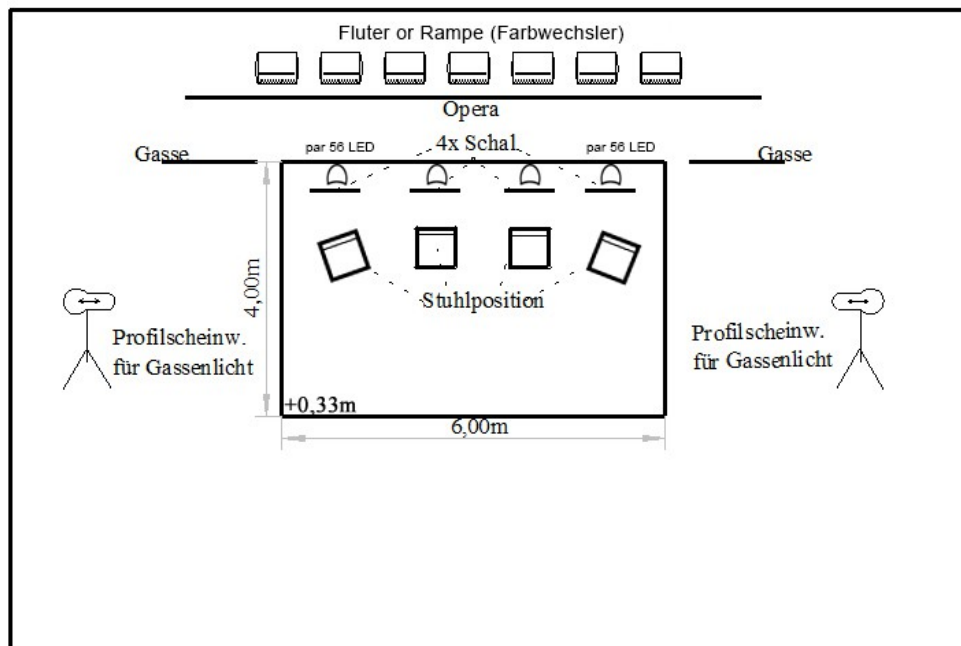 Fluter or Rampe (Farbwechsler)
Opera
Gasse
par 56 LED
4x Schal
par 56 LED
Gasse
4,00m
Stuhlposition
Profilscheinw.
für Gassenlicht
Profilscheinw.
für Gassenlicht
+0,33m
6,00m